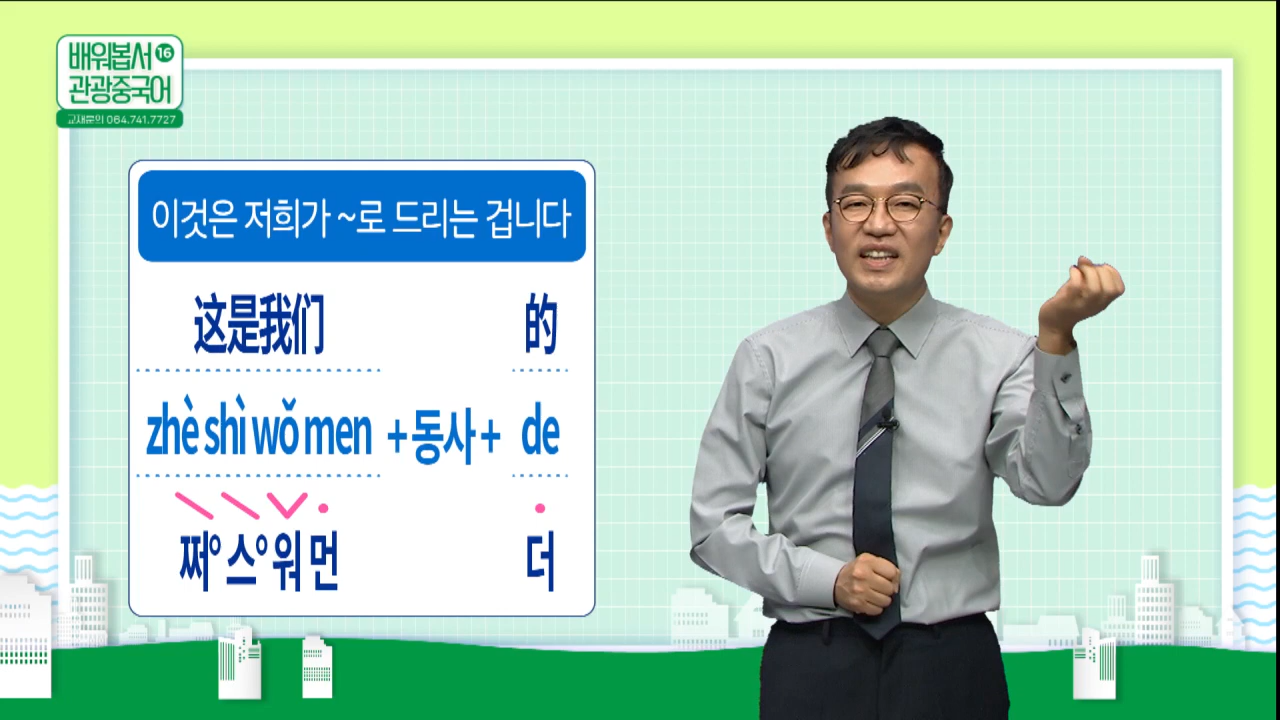 배워봅서 16
관광중국어
교재문의 064.741.7727
이것은 저희가 ~로 드리는 겁니다
这是我们 的
zhè shì wǒ men +동사+ de
쩌° 스° 워 먼 더